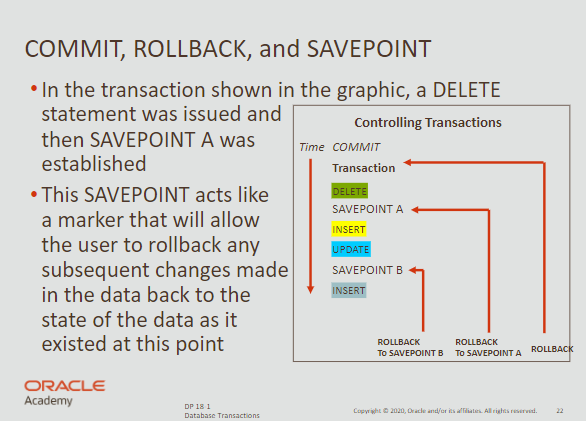 COMMIT, ROLLBACK, and SAVEPOINT
• In the transaction shown in the graphic, a DELETE
statement was issued and
then SAVEPOINT A was
established
• This SAVEPOINT acts like
a marker that will allow
the user to rollback any
subsequent changes made
in the data back to the
state of the data as it
existed at this point
Controlling Transactions
Time COMMIT
Transaction
DELETE
SAVEPOINT A
INSERT
UPDATE
SAVEPOINT B
INSERT
ROLLBACK
To SAVEPOINT B
ROLLBACK
To SAVEPOINT A
ROLLBACK
ORACLE
Academy
DP 18-1
Database Transactions
Copyright © 2020, Oracle and/or its affiliates. All rights reserved.
22